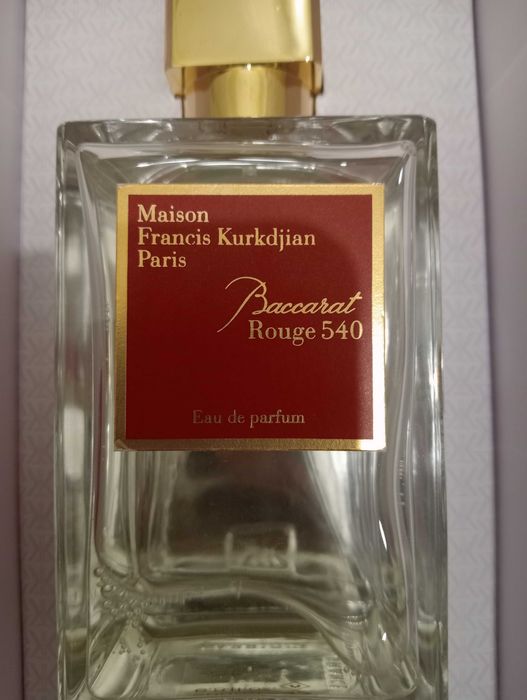 Maison
Francis Kurkdjian
Paris
Baccarat
Rouge 540
Eau de parfum